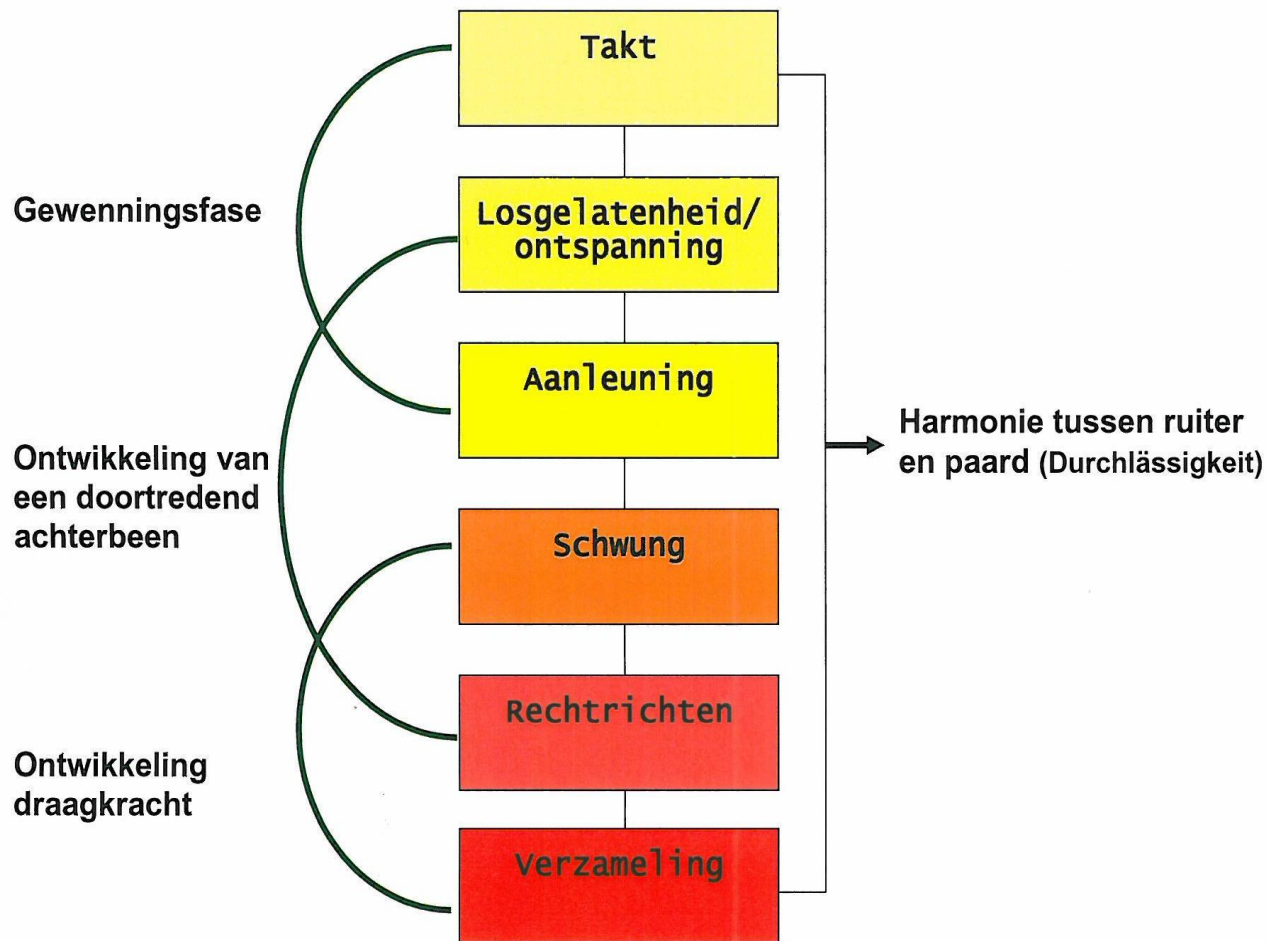 Takt
Gewenningsfase
Losgelatenheid/
ontspanning
Aanleuning
Harmonie tussen ruiter
en paard (Durchlässigkeit)
Ontwikkeling van
een doortredend
achterbeen
Schwung
Rechtrichten
Ontwikkeling
draagkracht
Verzameling